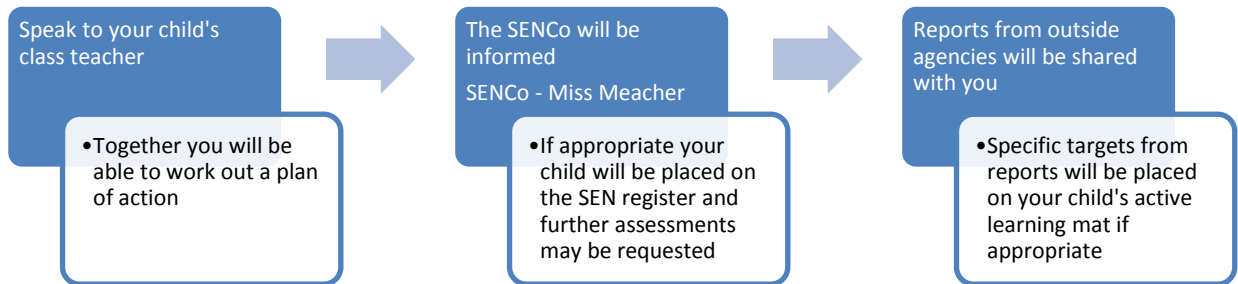 Speak to your child's
class teacher
•Together you will be
able to work out a plan
of action
The SENCo will be
informed
SENCo - Miss Meacher
•If appropriate your
child will be placed on
the SEN register and
further assessments
may be requested
Reports from outside
agencies will be shared
with you
•Specific targets from
reports will be placed
on your child's active
learning mat if
appropriate